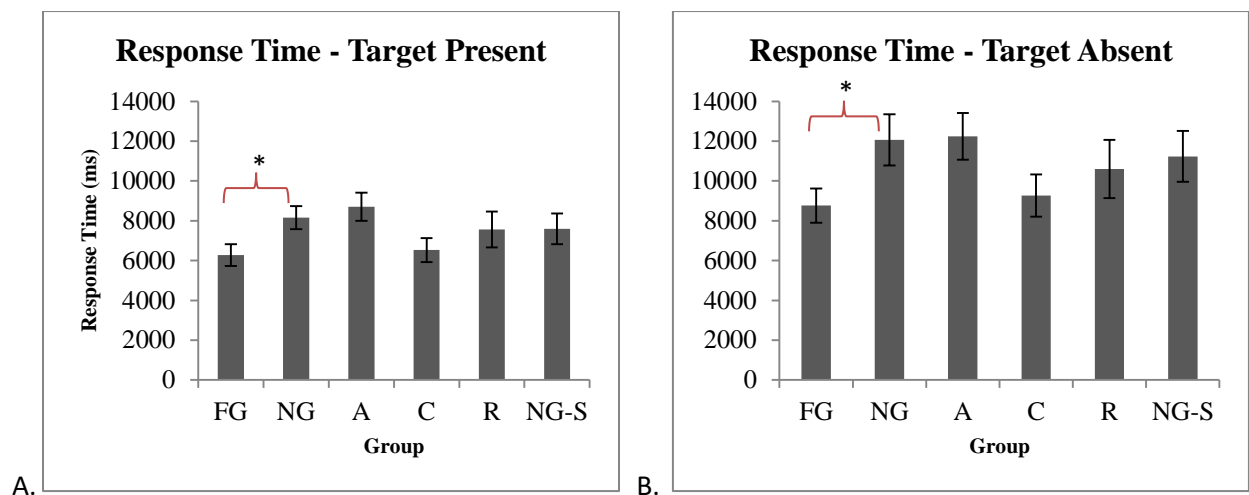 Response Time - Target Present
*
14000
12000
10000
8000
6000
4000
2000
0
Response Time (ms)
FG NG A C R NG-S
Group
A.
Response Time - Target Absent
*
14000
12000
10000
8000
6000
4000
2000
0
FG NG A C R NG-S
Group
B.